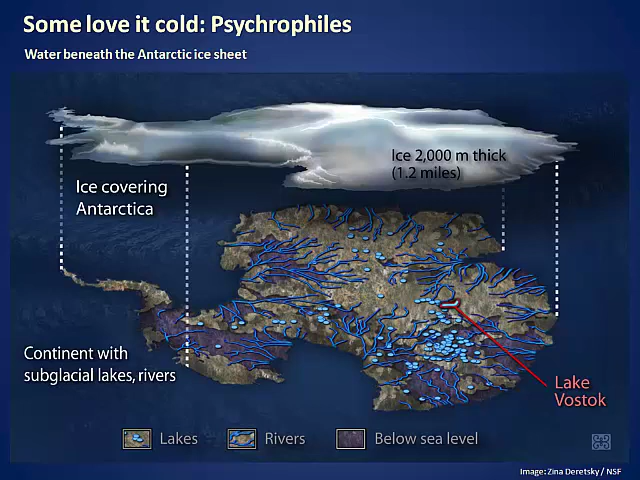 Some love it cold: Psychrophiles
Water beneath the Antarctic ice sheet
Ice 2,000 m thick
(1.2 miles)
Ice covering
Antarctica
Continent with
subglacial lakes, rivers
Lake
Vostok
Lakes
Rivers
Below sea level
Image: Zina Deretsky / NSF